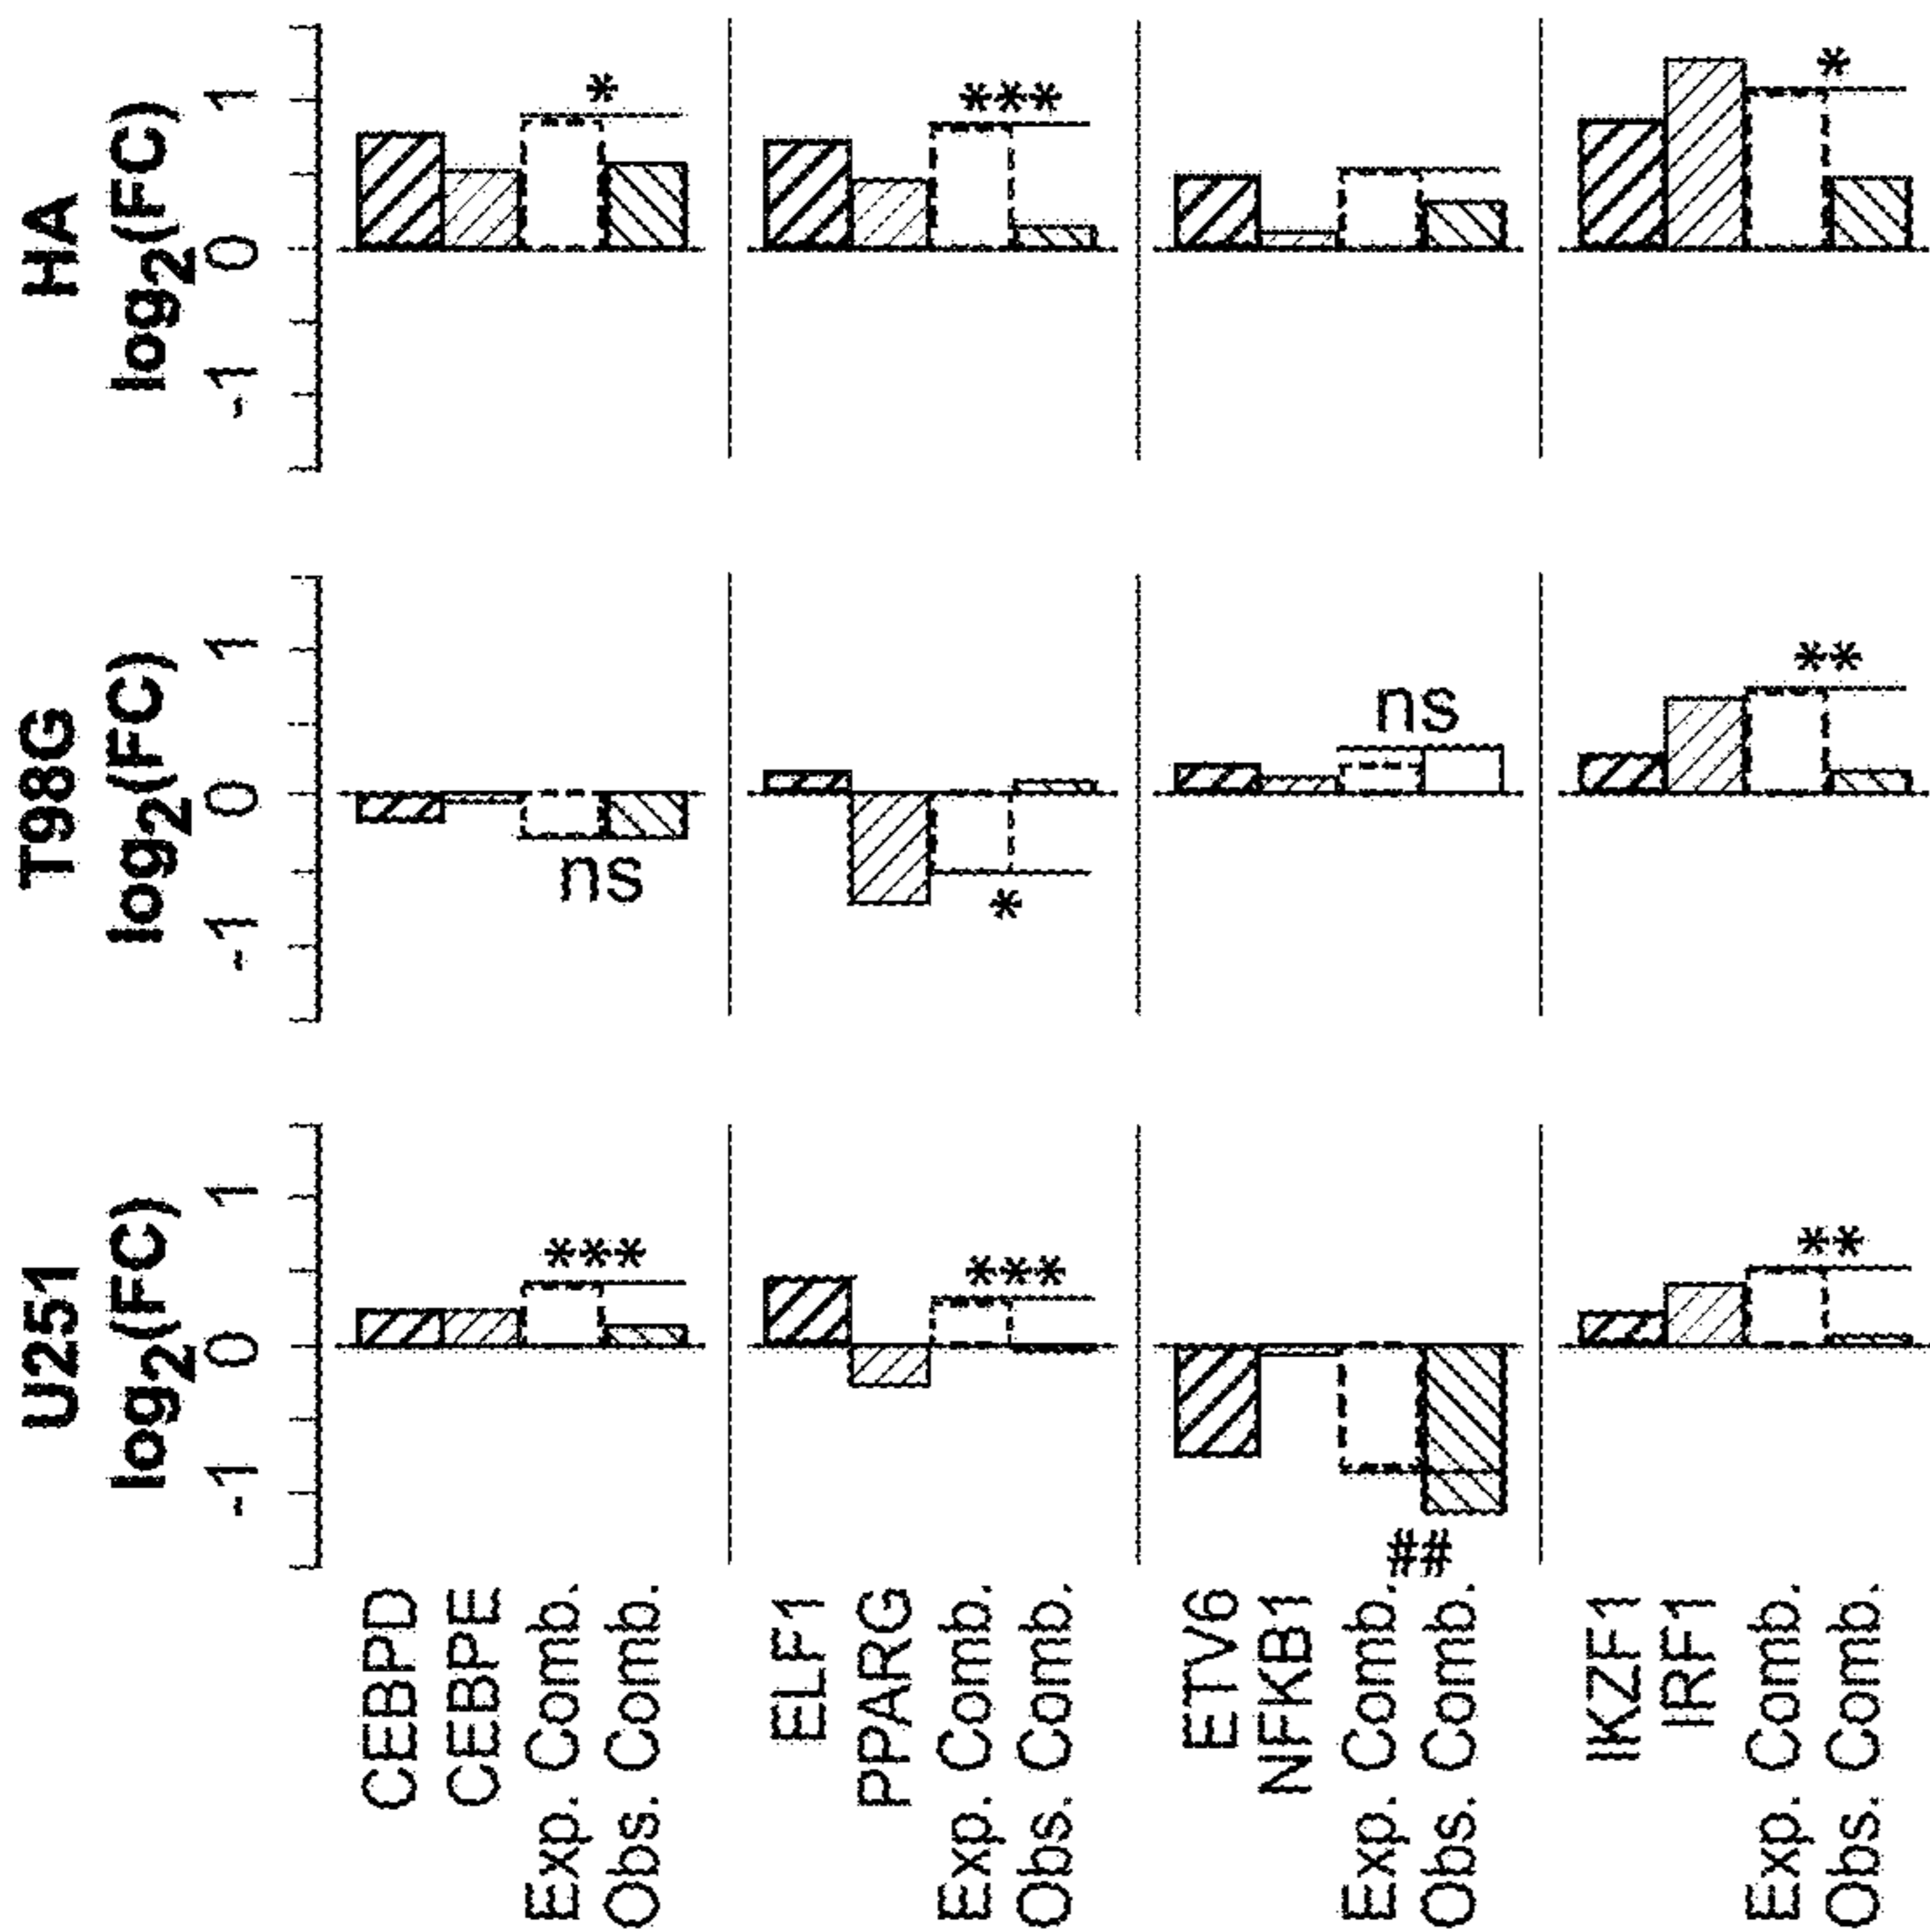 U251
log2(FC)
-1 0 1
T98G
log2(FC)
-1 0 1
HA
log2(FC)
-1 0 1
CEBPD
CEBPE
Exp. Comb.
Obs. Comb.
***
ns
*
ELF1
PPARG
Exp. Comb.
Obs. Comb.
***
*
***
ETV6
NFKB1
Exp. Comb.
Obs. Comb.
##
ns
IKZF1
IRF1
Exp. Comb.
Obs. Comb.
**
**
*